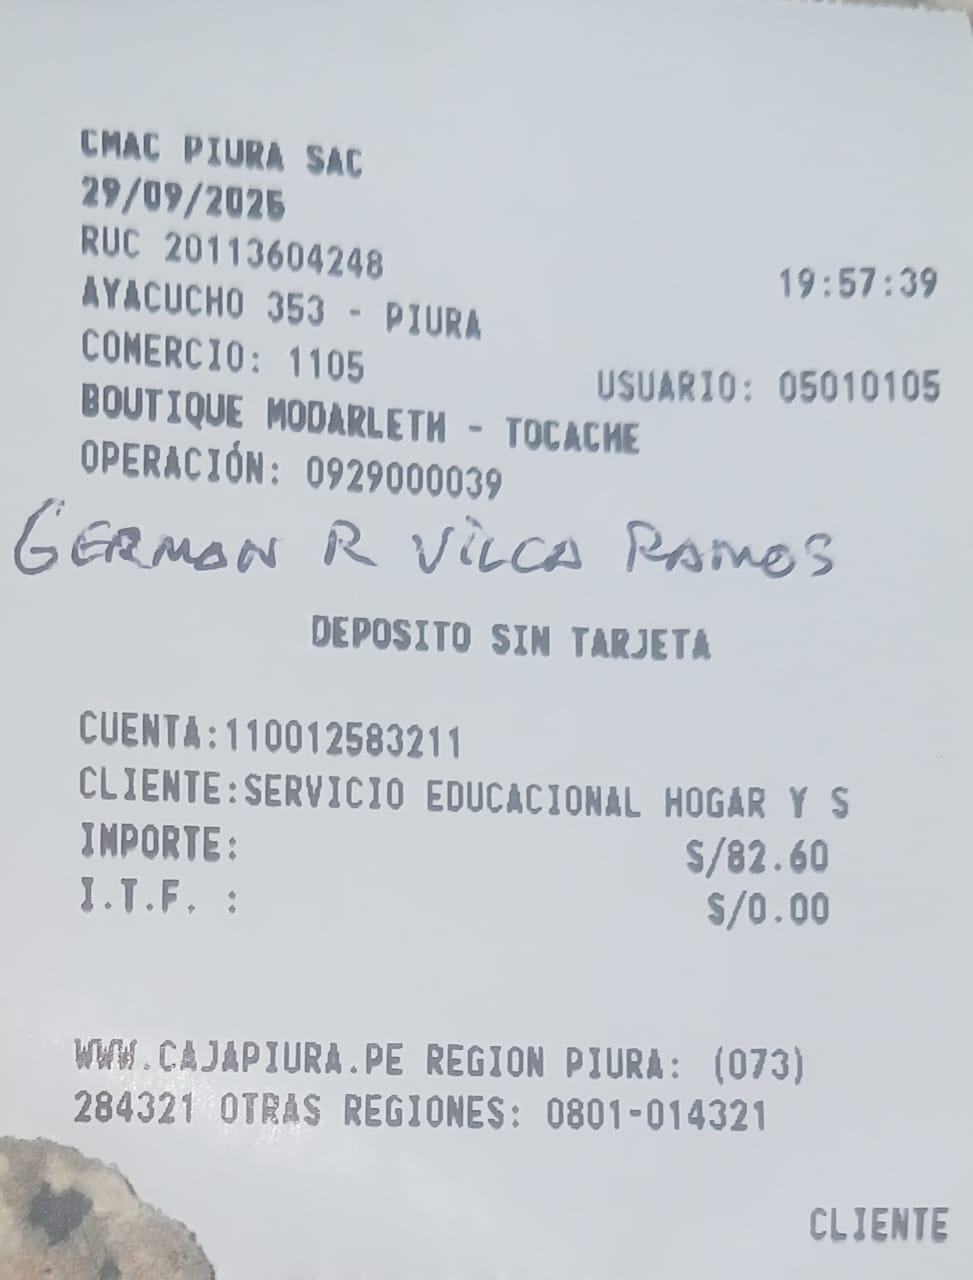 CMAC PIURA SAC
29/09/2025
RUC 20113604248
19:57:39
AYACUCHO 353 - PIURA
COMERCIO: 1105
USUARIO: 05010105
BOUTIQUE MODARLETH - TOCACHE
OPERACIÓN: 0929000039
GERMAN R VILCA RAMOS
DEPOSITO SIN TARJETA
CUENTA:110012583211
CLIENTE:SERVICIO EDUCACIONAL HOGAR Y S
IMPORTE: S/82.60
I.T.F. : S/0.00
WWW.CAJAPIURA.PE REGION PIURA: (073)
284321 OTRAS REGIONES: 0801-014321
CLIENTE